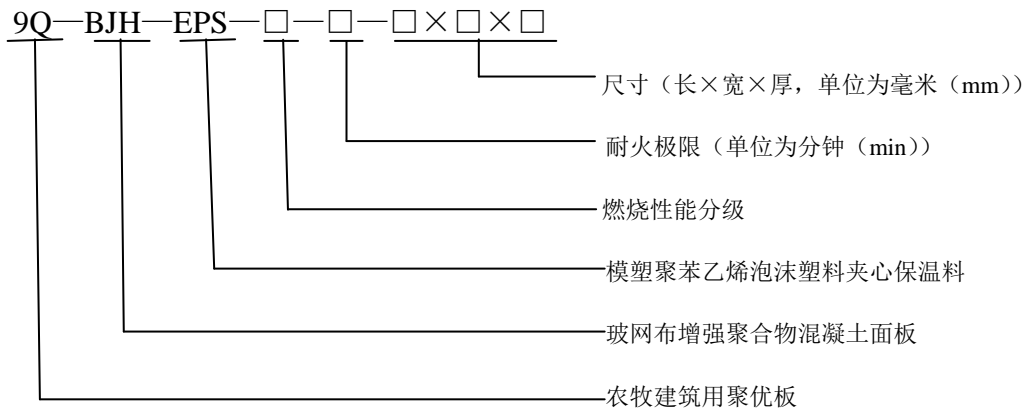 9Q—BJH—EPS—□—□—□×□×□
尺寸（长×宽×厚，单位为毫米（mm））
耐火极限（单位为分钟（min））
燃烧性能分级
模塑聚苯乙烯泡沫塑料夹心保温料
玻网布增强聚合物混凝土面板
农牧建筑用聚优板